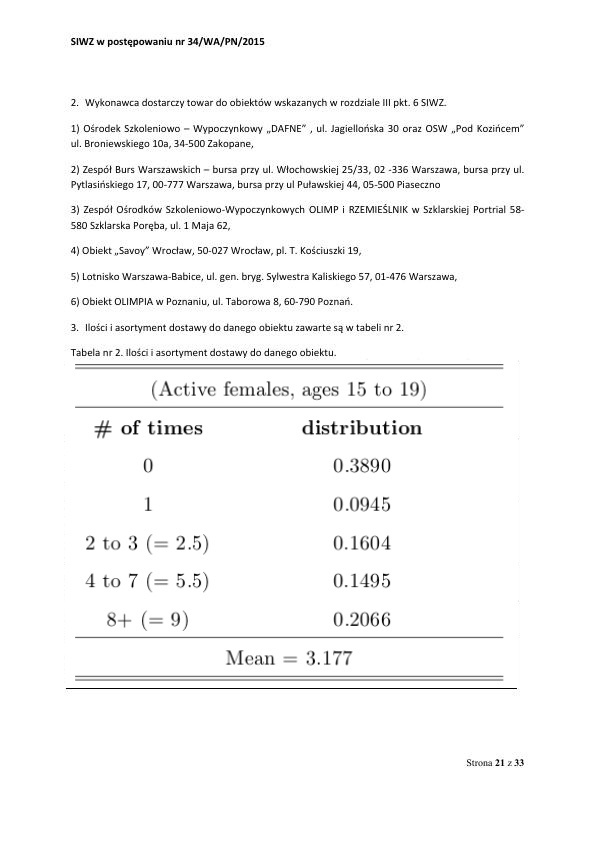 SIWZ w postępowaniu nr 34/WA/PN/2015
2. Wykonawca dostarczy towar do obiektów wskazanych w rozdziale III pkt. 6 SIWZ.
1) Ośrodek Szkoleniowo – Wypoczynkowy „DAFNE” , ul. Jagiellońska 30 oraz OSW „Pod Kozińcem”
ul. Broniewskiego 10a, 34-500 Zakopane,
2) Zespół Burs Warszawskich – bursa przy ul. Włochowskiej 25/33, 02 -336 Warszawa, bursa przy ul.
Pytlasińskiego 17, 00-777 Warszawa, bursa przy ul Puławskiej 44, 05-500 Piaseczno
3) Zespół Ośrodków Szkoleniowo-Wypoczynkowych OLIMP i RZEMIEŚLNIK w Szklarskiej Portrial 58-
580 Szklarska Poręba, ul. 1 Maja 62,
4) Obiekt „Savoy” Wrocław, 50-027 Wrocław, pl. T. Kościuszki 19,
5) Lotnisko Warszawa-Babice, ul. gen. bryg. Sylwestra Kaliskiego 57, 01-476 Warszawa,
6) Obiekt OLIMPIA w Poznaniu, ul. Taborowa 8, 60-790 Poznań.
3. Ilości i asortyment dostawy do danego obiektu zawarte są w tabeli nr 2.
Tabela nr 2. Ilości i asortyment dostawy do danego obiektu.
(Active females, ages 15 to 19)
# of times distribution
0 0.3890
1 0.0945
2 to 3 (= 2.5) 0.1604
4 to 7 (= 5.5) 0.1495
8+ (= 9) 0.2066
Mean = 3.177
Strona 21 z 33